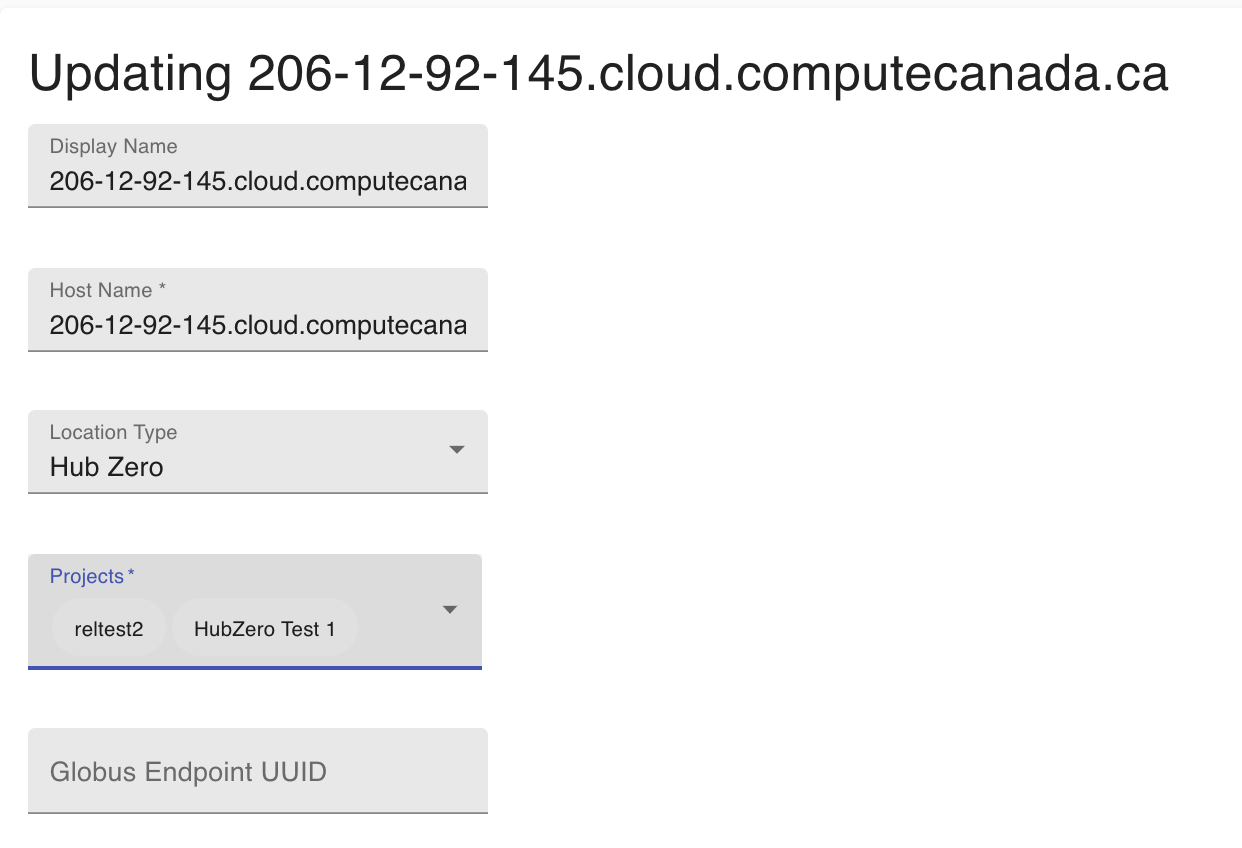 Updating 206-12-92-145.cloud.computecanada.ca
Display Name
206-12-92-145.cloud.computecana
Host Name *
206-12-92-145.cloud.computecana
Location Type
Hub Zero
Projects *
reltest2 HubZero Test 1
Globus Endpoint UUID